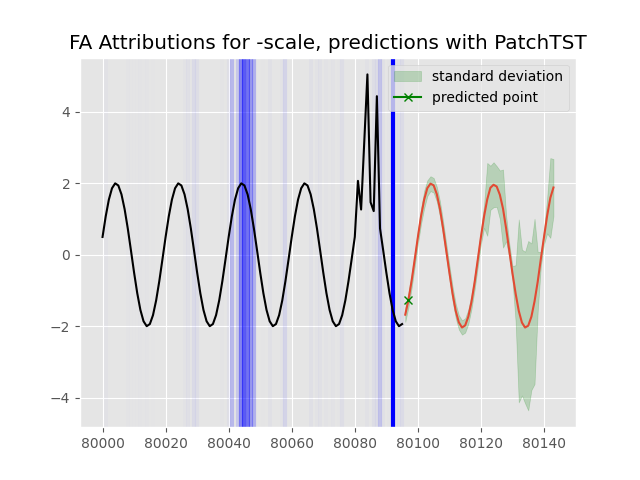 FA Attributions for -scale, predictions with PatchTST
standard deviation
predicted point
4
2
0
−2
−4
80000 80020 80040 80060 80080 80100 80120 80140